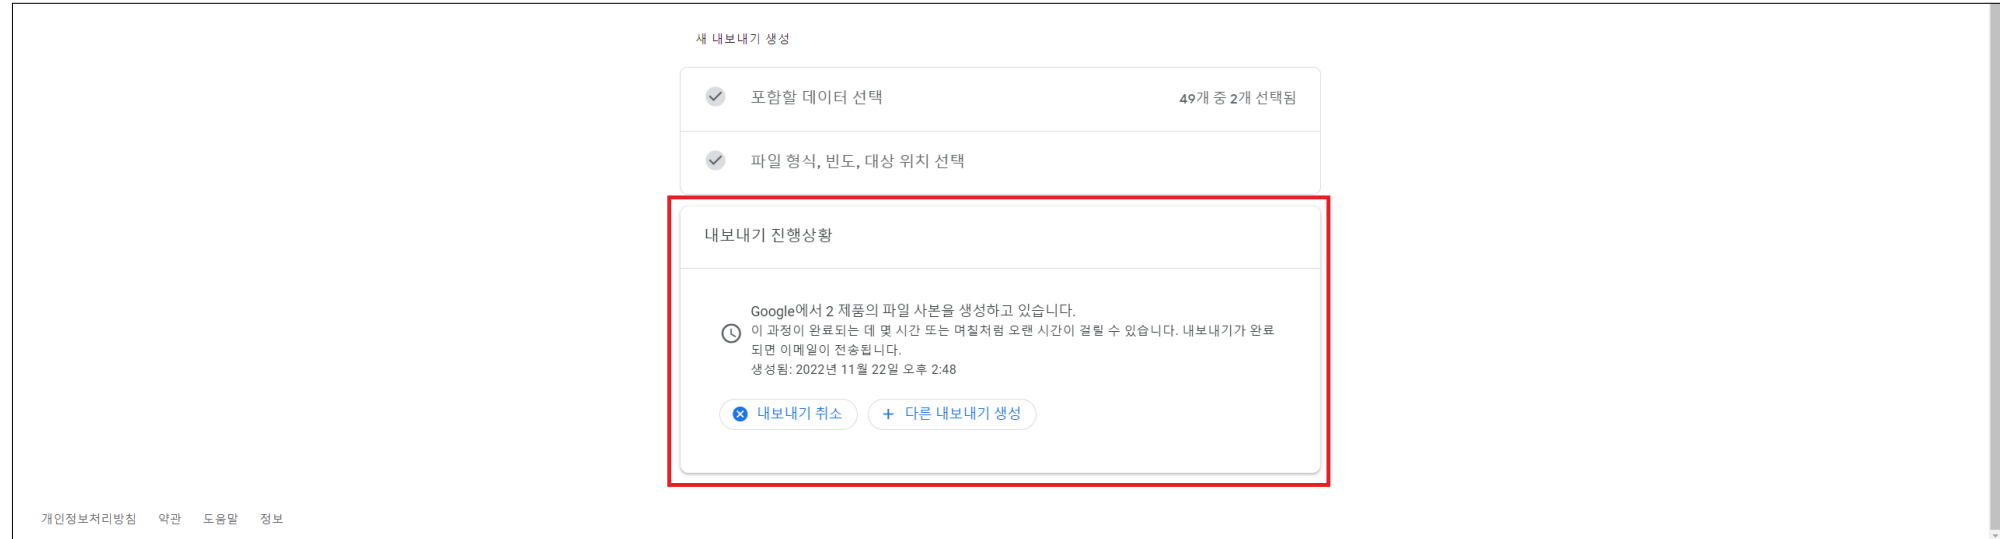 새 내보내기 생성
포함할 데이터 선택 49개 중 2개 선택됨
파일 형식, 빈도, 대상 위치 선택
내보내기 진행상황
Google에서 2 제품의 파일 사본을 생성하고 있습니다.
이 과정이 완료되는 데 몇 시간 또는 며칠처럼 오랜 시간이 걸릴 수 있습니다. 내보내기가 완료
되면 이메일이 전송됩니다.
생성됨: 2022년 11월 22일 오후 2:48
내보내기 취소 + 다른 내보내기 생성
개인정보처리방침 약관 도움말 정보